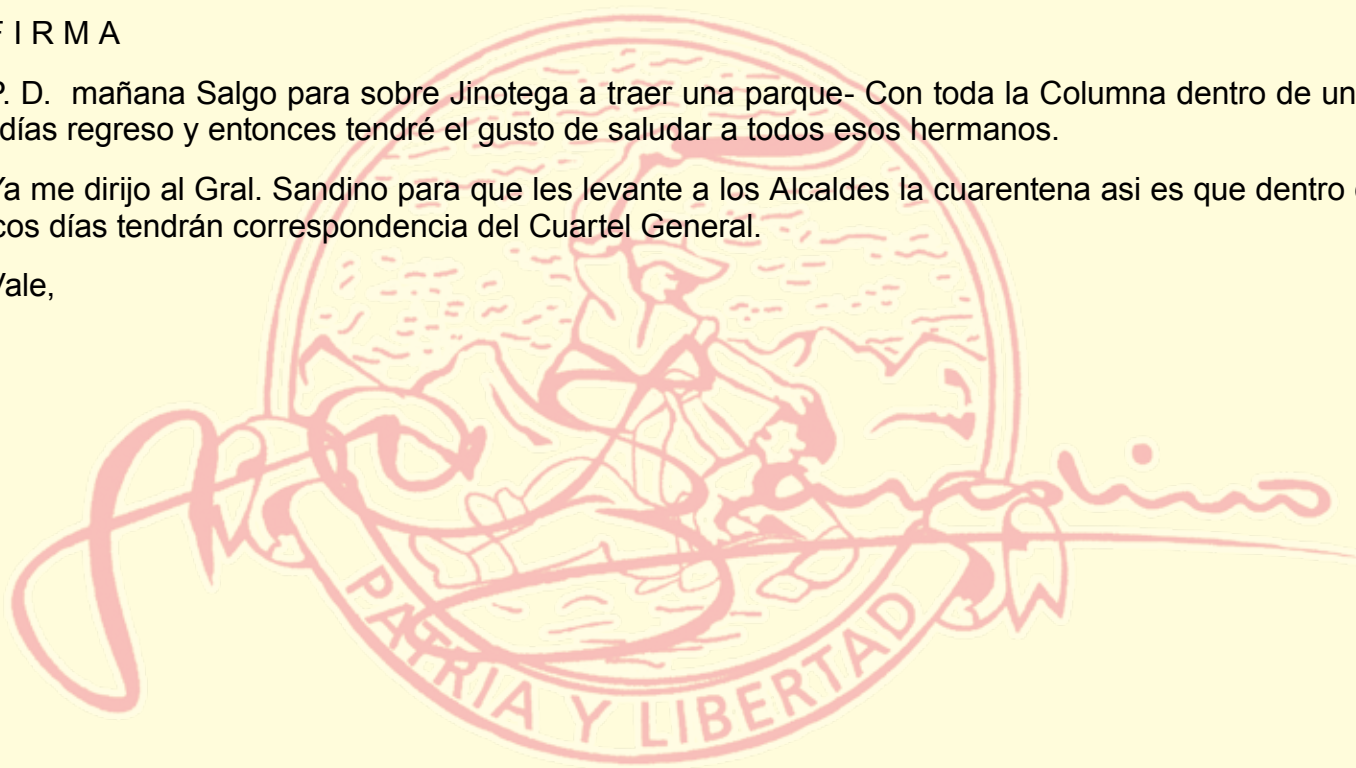 F I R M A
P. D. mañana Salgo para sobre Jinotega a traer una parque- Con toda la Columna dentro de un
días regreso y entonces tendré el gusto de saludar a todos esos hermanos.
Ya me dirijo al Gral. Sandino para que les levante a los Alcaldes la cuarentena asi es que dentro
cos días tendrán correspondencia del Cuartel General.
Vale,
Sandino
PATRIA Y LIBERTAD